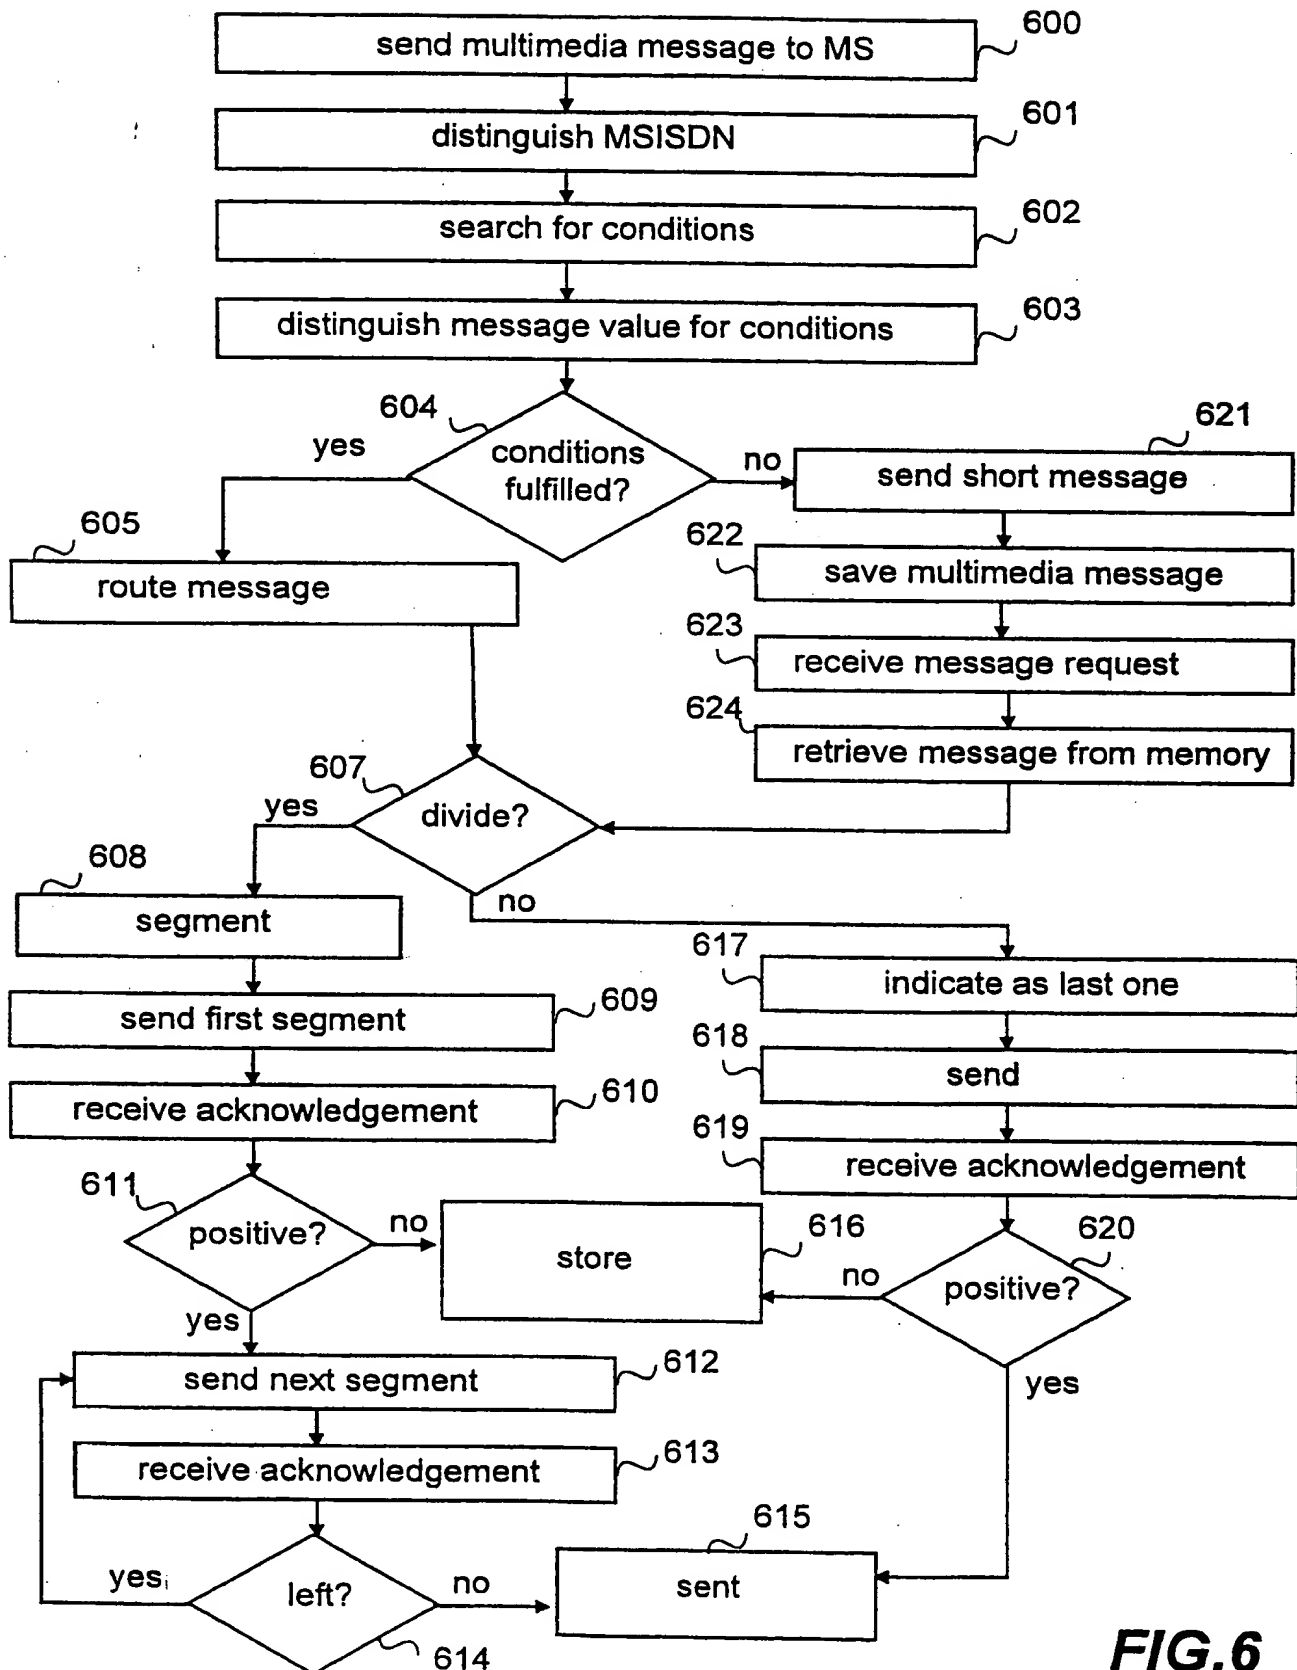 send multimedia message to MS
600
distinguish MSISDN
601
search for conditions
602
distinguish message value for conditions
603
604
yes
conditions
fulfilled?
no
621
send short message
605
route message
622
save multimedia message
623
receive message request
624
retrieve message from memory
607
yes
divide?
no
608
segment
617
indicate as last one
609
send first segment
618
send
610
receive acknowledgement
619
receive acknowledgement
611
positive?
no
yes
616
store
620
no
positive?
yes
612
send next segment
613
receive acknowledgement
615
sent
yes
left?
no
614
FIG.6